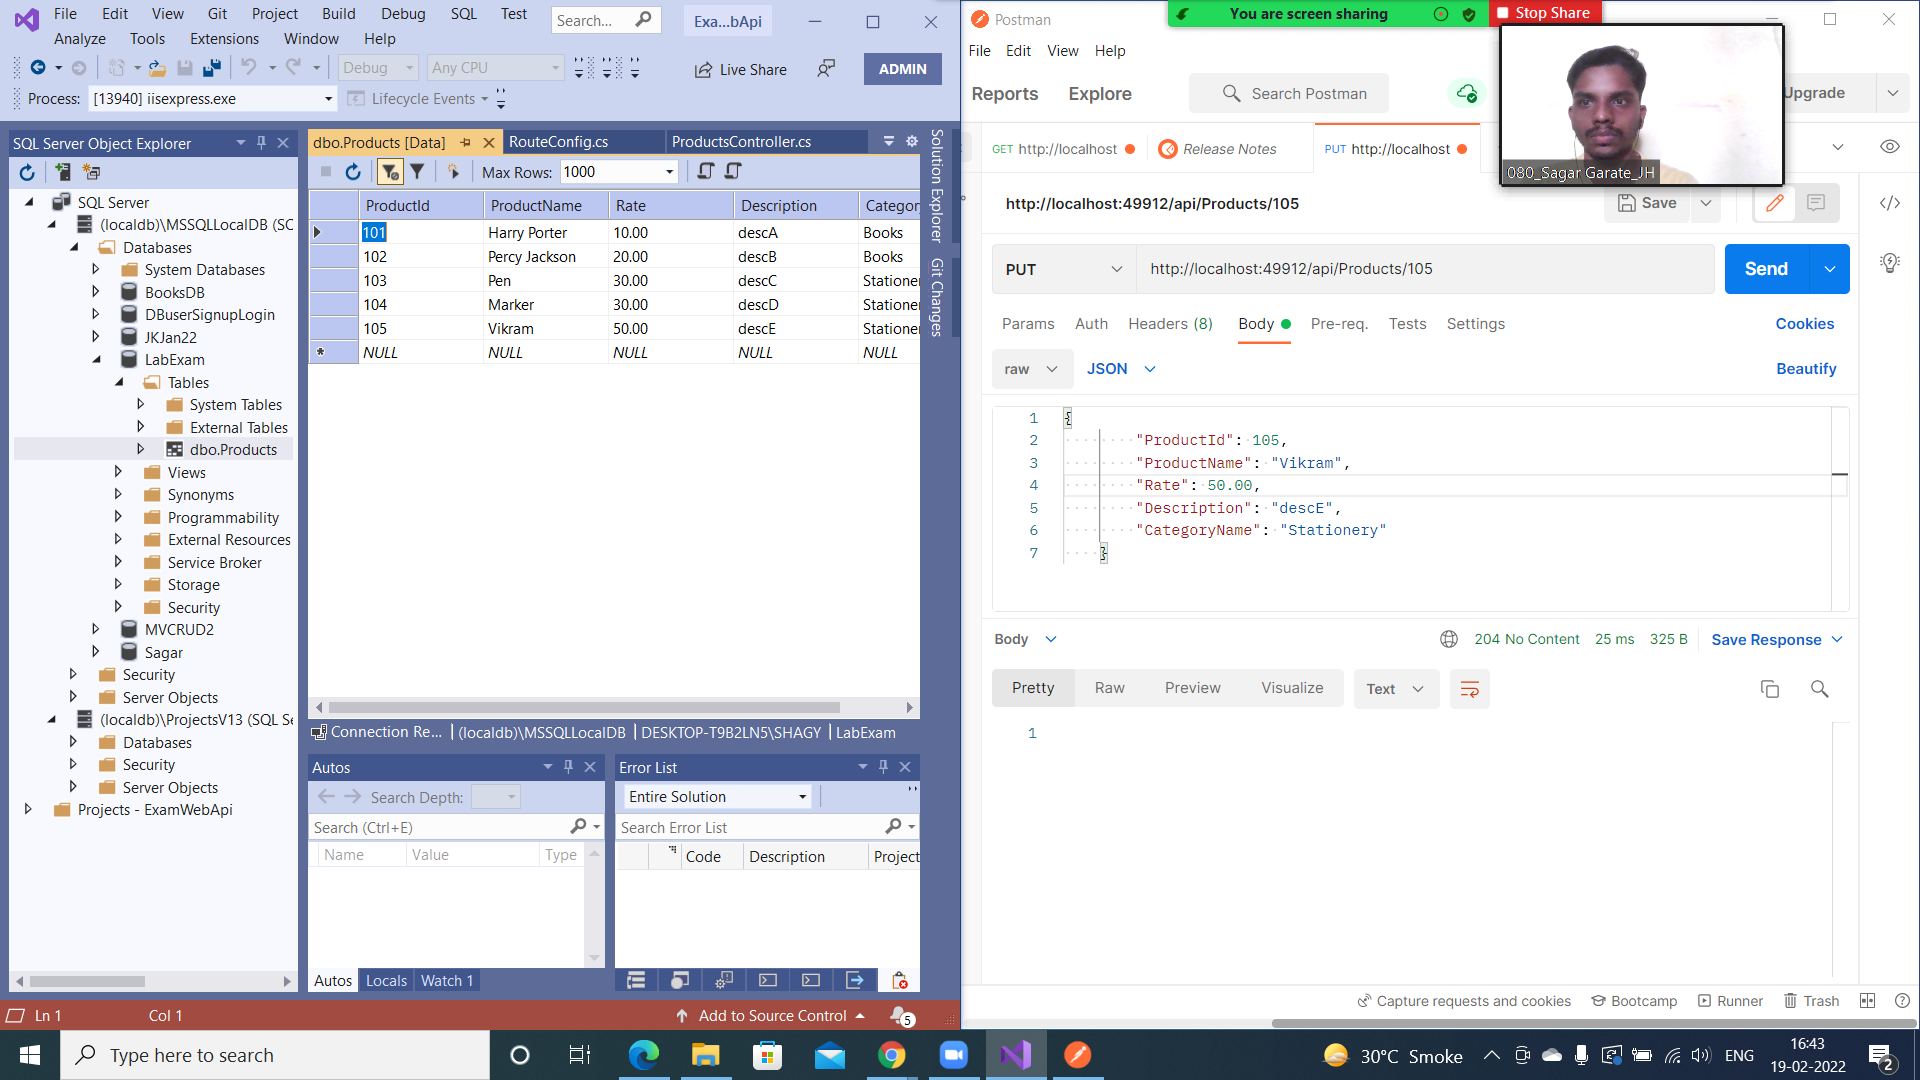 File Edit View Git Project Build Debug SQL Test
Analyze Tools Extensions Window Help
Search...
Exa...bApi
Debug
Any CPU
Live Share
ADMIN
Process: [13940] iisexpress.exe
Lifecycle Events
SQL Server Object Explorer
SQL Server
(localdb)\MSSQLLocalDB (SC
Databases
System Databases
BooksDB
DBuserSignupLogin
JKJan22
LabExam
Tables
System Tables
External Tables
dbo.Products
Views
Synonyms
Programmability
External Resources
Service Broker
Storage
Security
MVCRUD2
Sagar
Security
Server Objects
(localdb)\ProjectsV13 (SQL Se
Databases
Security
Server Objects
Projects - ExamWebApi
dbo.Products [Data] RouteConfig.cs ProductsController.cs
Max Rows: 1000
ProductId ProductName Rate Description Category
101 Harry Porter 10.00 descA Books
102 Percy Jackson 20.00 descB Books
103 Pen 30.00 descC Stationer
104 Marker 30.00 descD Stationer
105 Vikram 50.00 descE Stationer
NULL NULL NULL NULL NULL
Solution Explorer
Git Changes
Connection Re... (localdb)\MSSQLLocalDB DESKTOP-T9B2LN5\SHAGY LabExam
Autos
Search Depth:
Search (Ctrl+E)
Name Value Type
Autos Locals Watch 1
Error List
Entire Solution
Search Error List
Code Description Project
Ln 1 Col 1
Add to Source Control
5
Postman
You are screen sharing
Stop Share
File Edit View Help
Reports Explore
Search Postman
Upgrade
080_Sagar Garate_JH
GET http://localhost
Release Notes
PUT http://localhost
http://localhost:49912/api/Products/105
Save
PUT
http://localhost:49912/api/Products/105
Send
Params Auth Headers (8) Body Pre-req. Tests Settings
Cookies
raw JSON
Beautify
1 {
2 "ProductId": 105,
3 "ProductName": "Vikram",
4 "Rate": 50.00,
5 "Description": "descE",
6 "CategoryName": "Stationery"
7 }
Body
204 No Content 25 ms 325 B
Save Response
Pretty Raw Preview Visualize
Text
1
Capture requests and cookies Bootcamp Runner Trash
Type here to search
30°C Smoke
ENG
16:43
19-02-2022
2